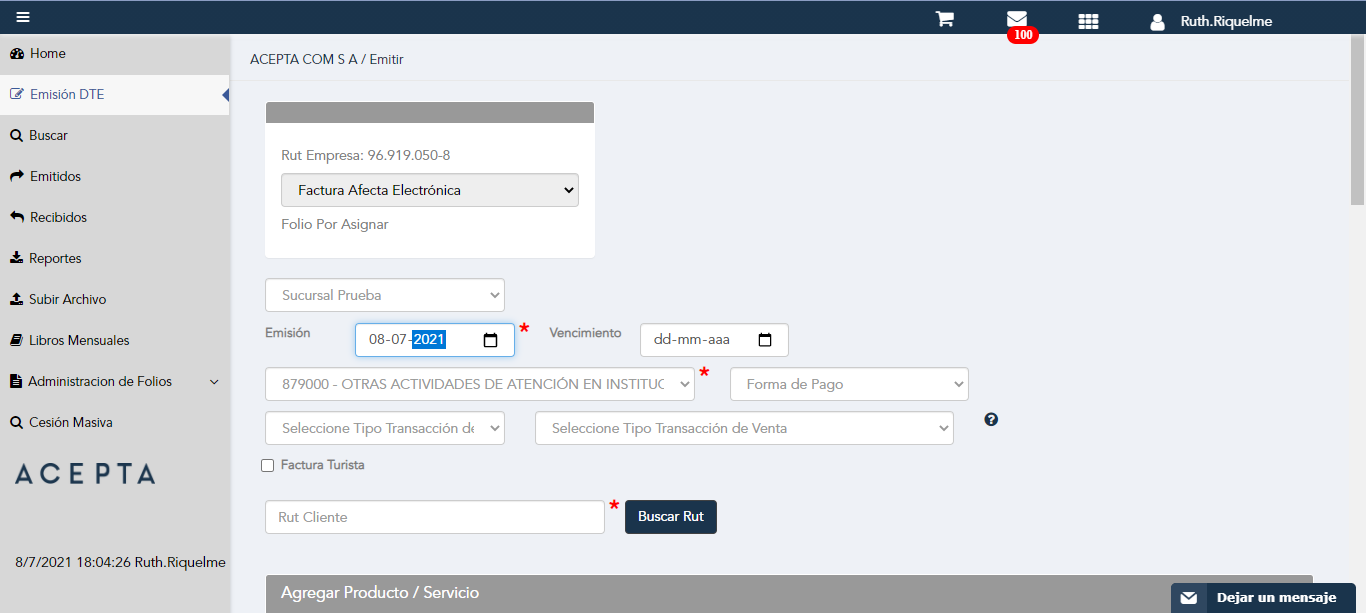 Ruth.Riquelme
100
Home
Emisión DTE
Buscar
Emitidos
Recibidos
Reportes
Subir Archivo
Libros Mensuales
Administracion de Folios
Cesión Masiva
ACEPTA
8/7/2021 18:04:26 Ruth.Riquelme
ACEPTA COM S A / Emitir
Rut Empresa: 96.919.050-8
Factura Afecta Electrónica
Folio Por Asignar
Sucursal Prueba
Emisión 08-07-2021 * Vencimiento dd-mm-aaa
879000 - OTRAS ACTIVIDADES DE ATENCIÓN EN INSTITUC * Forma de Pago
Seleccione Tipo Transacción de Seleccione Tipo Transacción de Venta
Factura Turista
Rut Cliente * Buscar Rut
Agregar Producto / Servicio
Dejar un mensaje